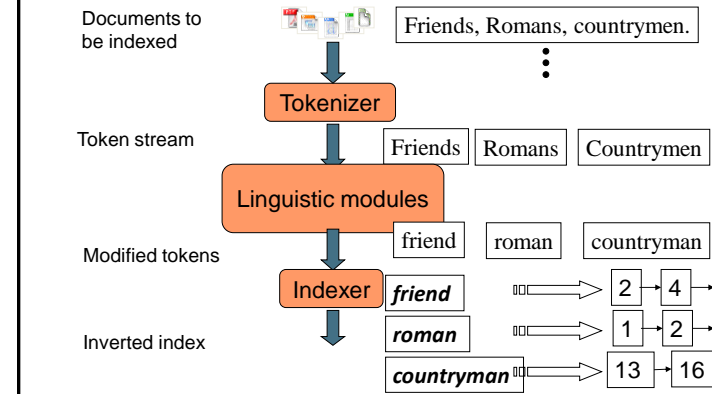 Documents to
be indexed
Friends, Romans, countrymen.
Tokenizer
Token stream
Friends Romans Countrymen
Linguistic modules
friend roman countryman
Modified tokens
Indexer
friend 2 4
roman 1 2
Inverted index
countryman 13 16